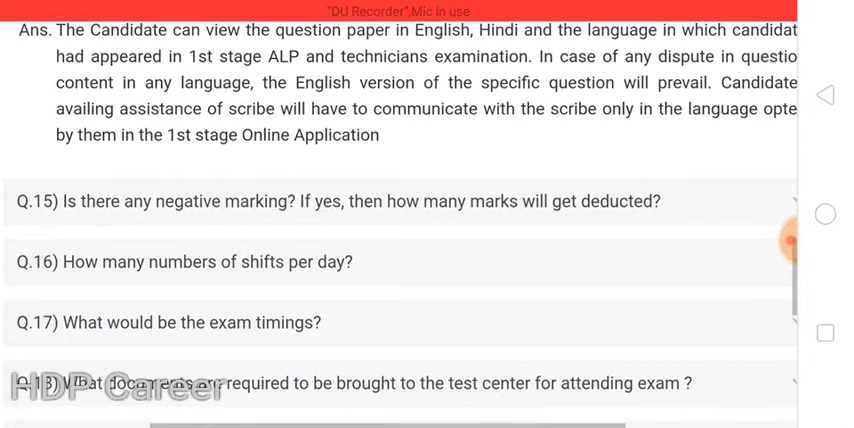 "DU Recorder",Mic in use
Ans. The Candidate can view the question paper in English, Hindi and the language in which candidat
had appeared in 1st stage ALP and technicians examination. In case of any dispute in questio
content in any language, the English version of the specific question will prevail. Candidate
availing assistance of scribe will have to communicate with the scribe only in the language opte
by them in the 1st stage Online Application
Q.15) Is there any negative marking? If yes, then how many marks will get deducted?
Q.16) How many numbers of shifts per day?
Q.17) What would be the exam timings?
Q.18) What documents are required to be brought to the test center for attending exam ?
HDP Career